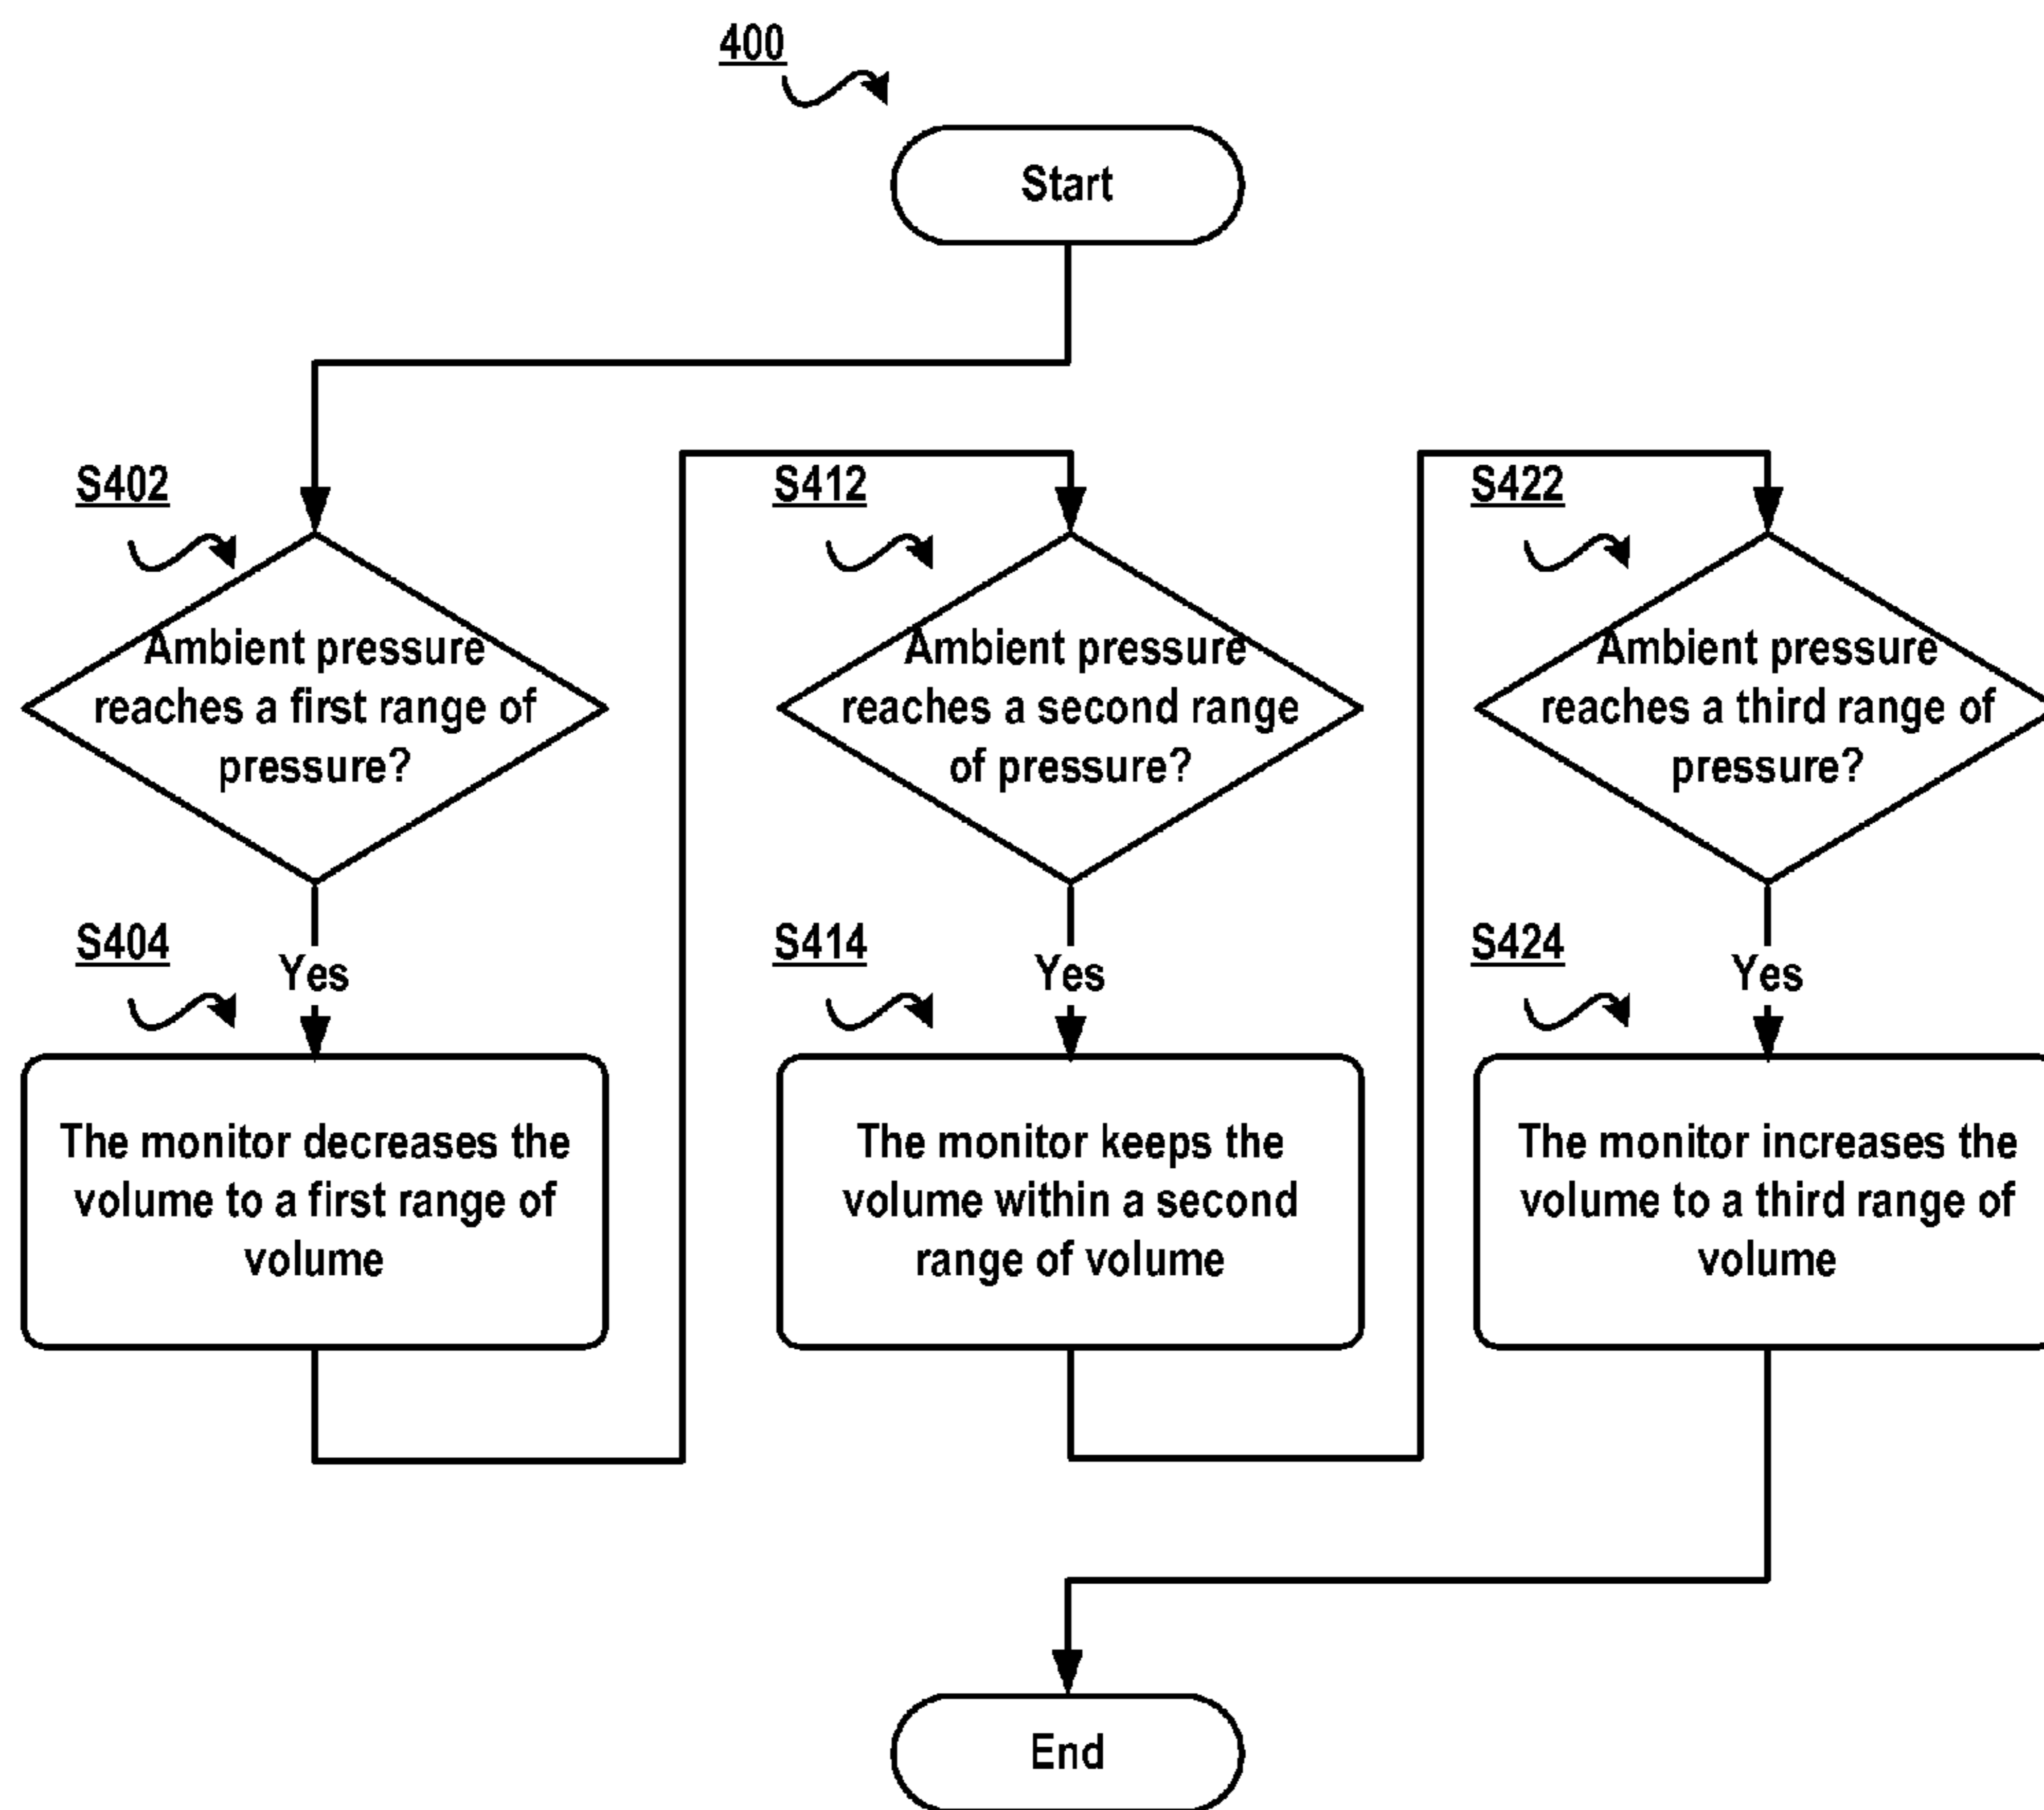 400
Start
S402
Ambient pressure
reaches a first range of
pressure?
Yes
S404
The monitor decreases the
volume to a first range of
volume
S412
Ambient pressure
reaches a second range
of pressure?
Yes
S414
The monitor keeps the
volume within a second
range of volume
S422
Ambient pressure
reaches a third range of
pressure?
Yes
S424
The monitor increases the
volume to a third range of
volume
End